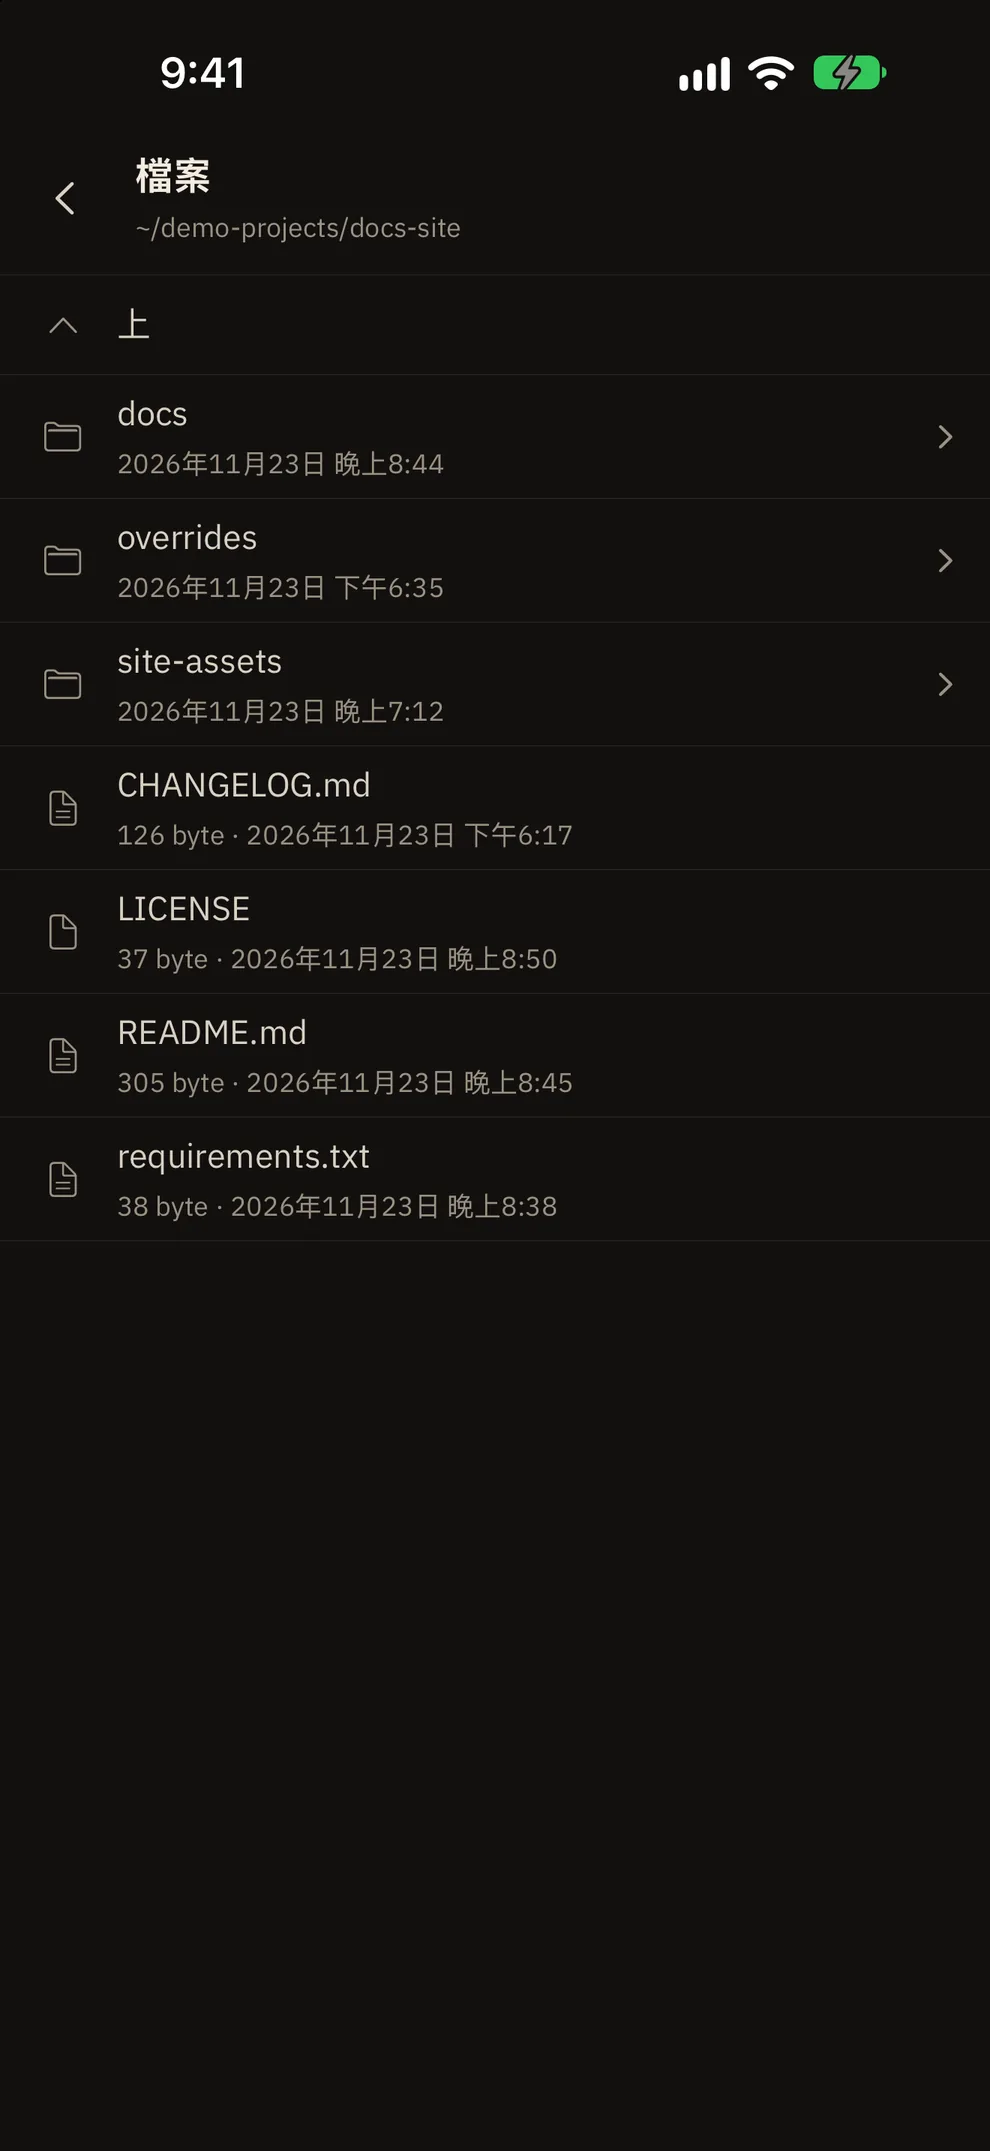 9:41
檔案
~/demo-projects/docs-site
上
docs
2026年11月23日 晚上8:44
overrides
2026年11月23日 下午6:35
site-assets
2026年11月23日 晚上7:12
CHANGELOG.md
126 byte · 2026年11月23日 下午6:17
LICENSE
37 byte · 2026年11月23日 晚上8:50
README.md
305 byte · 2026年11月23日 晚上8:45
requirements.txt
38 byte · 2026年11月23日 晚上8:38